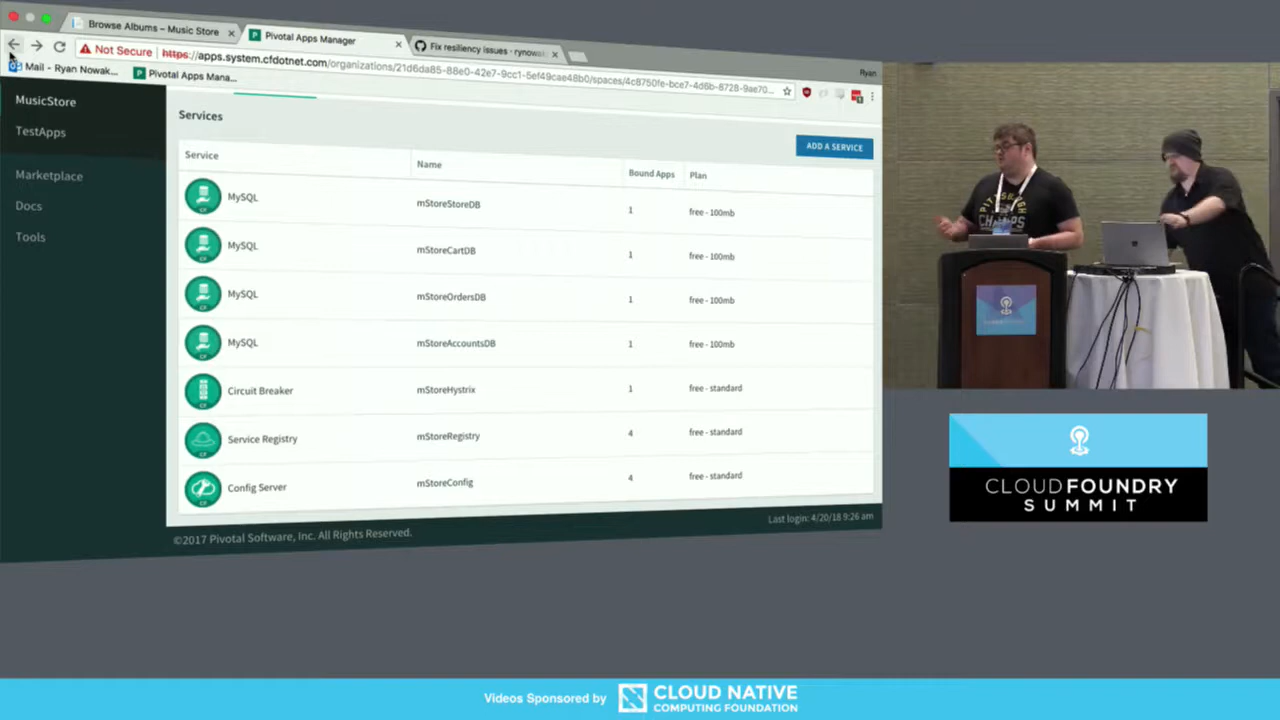 Browse Albums – Music Store
Pivotal Apps Manager
Fix resiliency issues · rynowak
Ryan
Not Secure | https://apps.system.cfdotnet.com/organizations/21d6da85-88e0-42e7-9cc1-5ef49cae48b0/spaces/4c8750fe-bce7-4d6b-8728-9ae70...
Mail - Ryan Nowak...
Pivotal Apps Mana...
MusicStore
TestApps
Marketplace
Docs
Tools
Services
ADD A SERVICE
Service Name Bound Apps Plan
MySQL mStoreStoreDB 1 free - 100mb
MySQL mStoreCartDB 1 free - 100mb
MySQL mStoreOrdersDB 1 free - 100mb
MySQL mStoreAccountsDB 1 free - 100mb
Circuit Breaker mStoreHystrix 1 free - standard
Service Registry mStoreRegistry 4 free - standard
Config Server mStoreConfig 4 free - standard
©2017 Pivotal Software, Inc. All Rights Reserved.
Last login: 4/20/18 9:26 am
PITTSBURGH
CHAMPS
CLOUDFOUNDRY
SUMMIT
Videos Sponsored by
CLOUD NATIVE
COMPUTING FOUNDATION